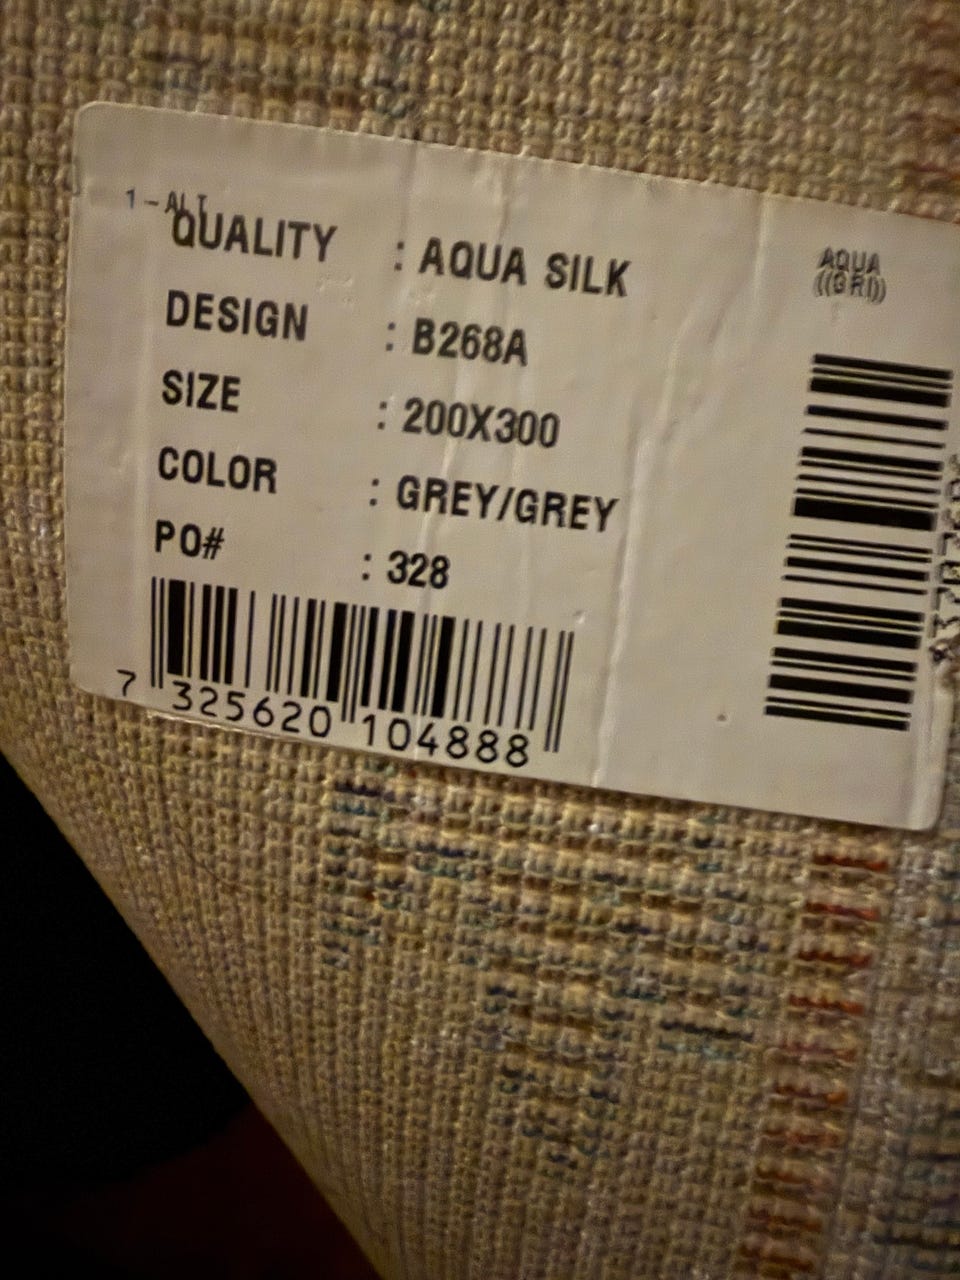 1-ALT
QUALITY : AQUA SILK
DESIGN : B268A
SIZE : 200X300
COLOR : GREY/GREY
PO# : 328
7 325620 104888
AQUA
((GRI))